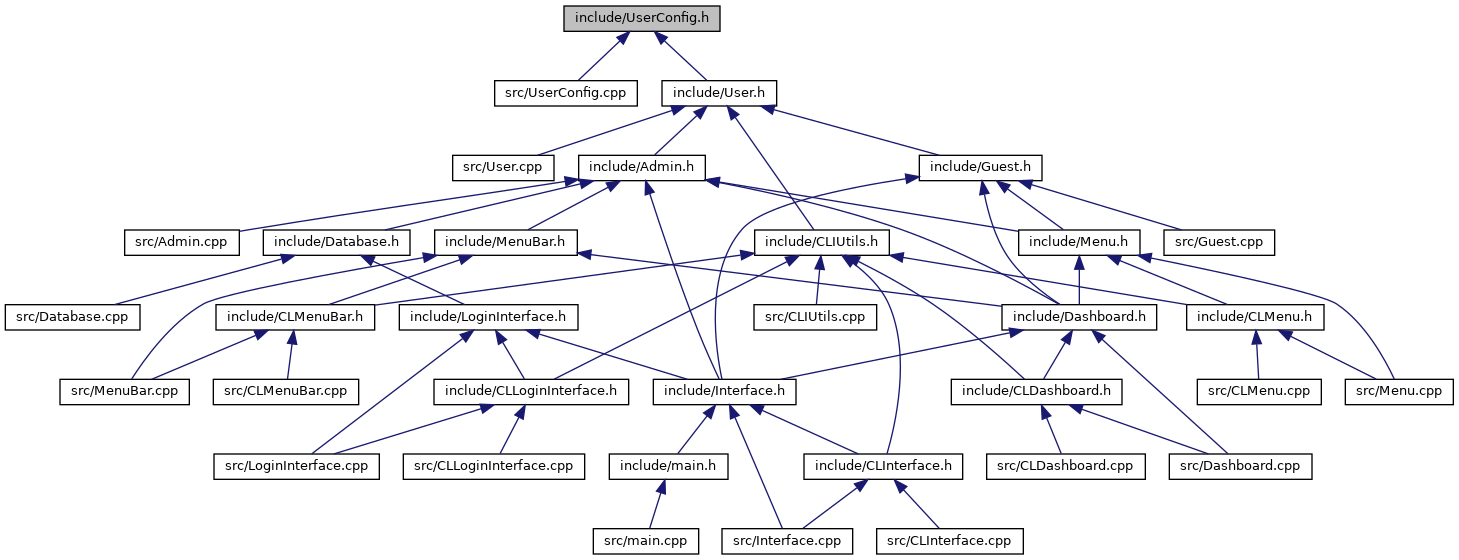 include/UserConfig.h
src/UserConfig.cpp
include/User.h
src/User.cpp
include/Admin.h
include/Guest.h
src/Admin.cpp
include/Database.h
include/MenuBar.h
include/CLIUtils.h
include/Menu.h
src/Guest.cpp
src/Database.cpp
include/CLMenuBar.h
include/LoginInterface.h
src/CLIUtils.cpp
include/Dashboard.h
include/CLMenu.h
src/MenuBar.cpp
src/CLMenuBar.cpp
include/CLLoginInterface.h
include/Interface.h
include/CLDashboard.h
src/CLMenu.cpp
src/Menu.cpp
src/LoginInterface.cpp
src/CLLoginInterface.cpp
include/main.h
include/CLInterface.h
src/CLDashboard.cpp
src/Dashboard.cpp
src/main.cpp
src/Interface.cpp
src/CLInterface.cpp